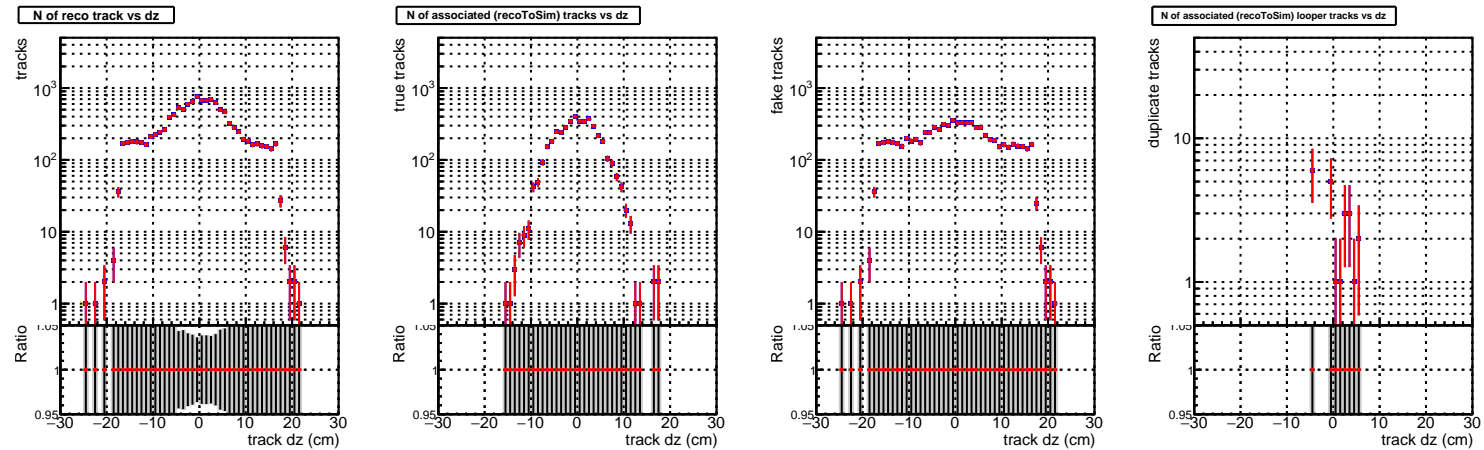 N of reco track vs dz
tracks
10³
10²
10
1
Ratio
1.05
1
0.95
−30 −20 −10 0 10 20 30
track dz (cm)
N of associated (recoToSim) tracks vs dz
true tracks
10³
10²
10
1
Ratio
1.05
1
0.95
−30 −20 −10 0 10 20 30
track dz (cm)
fake tracks
10³
10²
10
1
Ratio
1.05
1
0.95
−30 −20 −10 0 10 20 30
track dz (cm)
N of associated (recoToSim) looper tracks vs dz
duplicate tracks
10
1
Ratio
1.05
1
0.95
−30 −20 −10 0 10 20 30
track dz (cm)